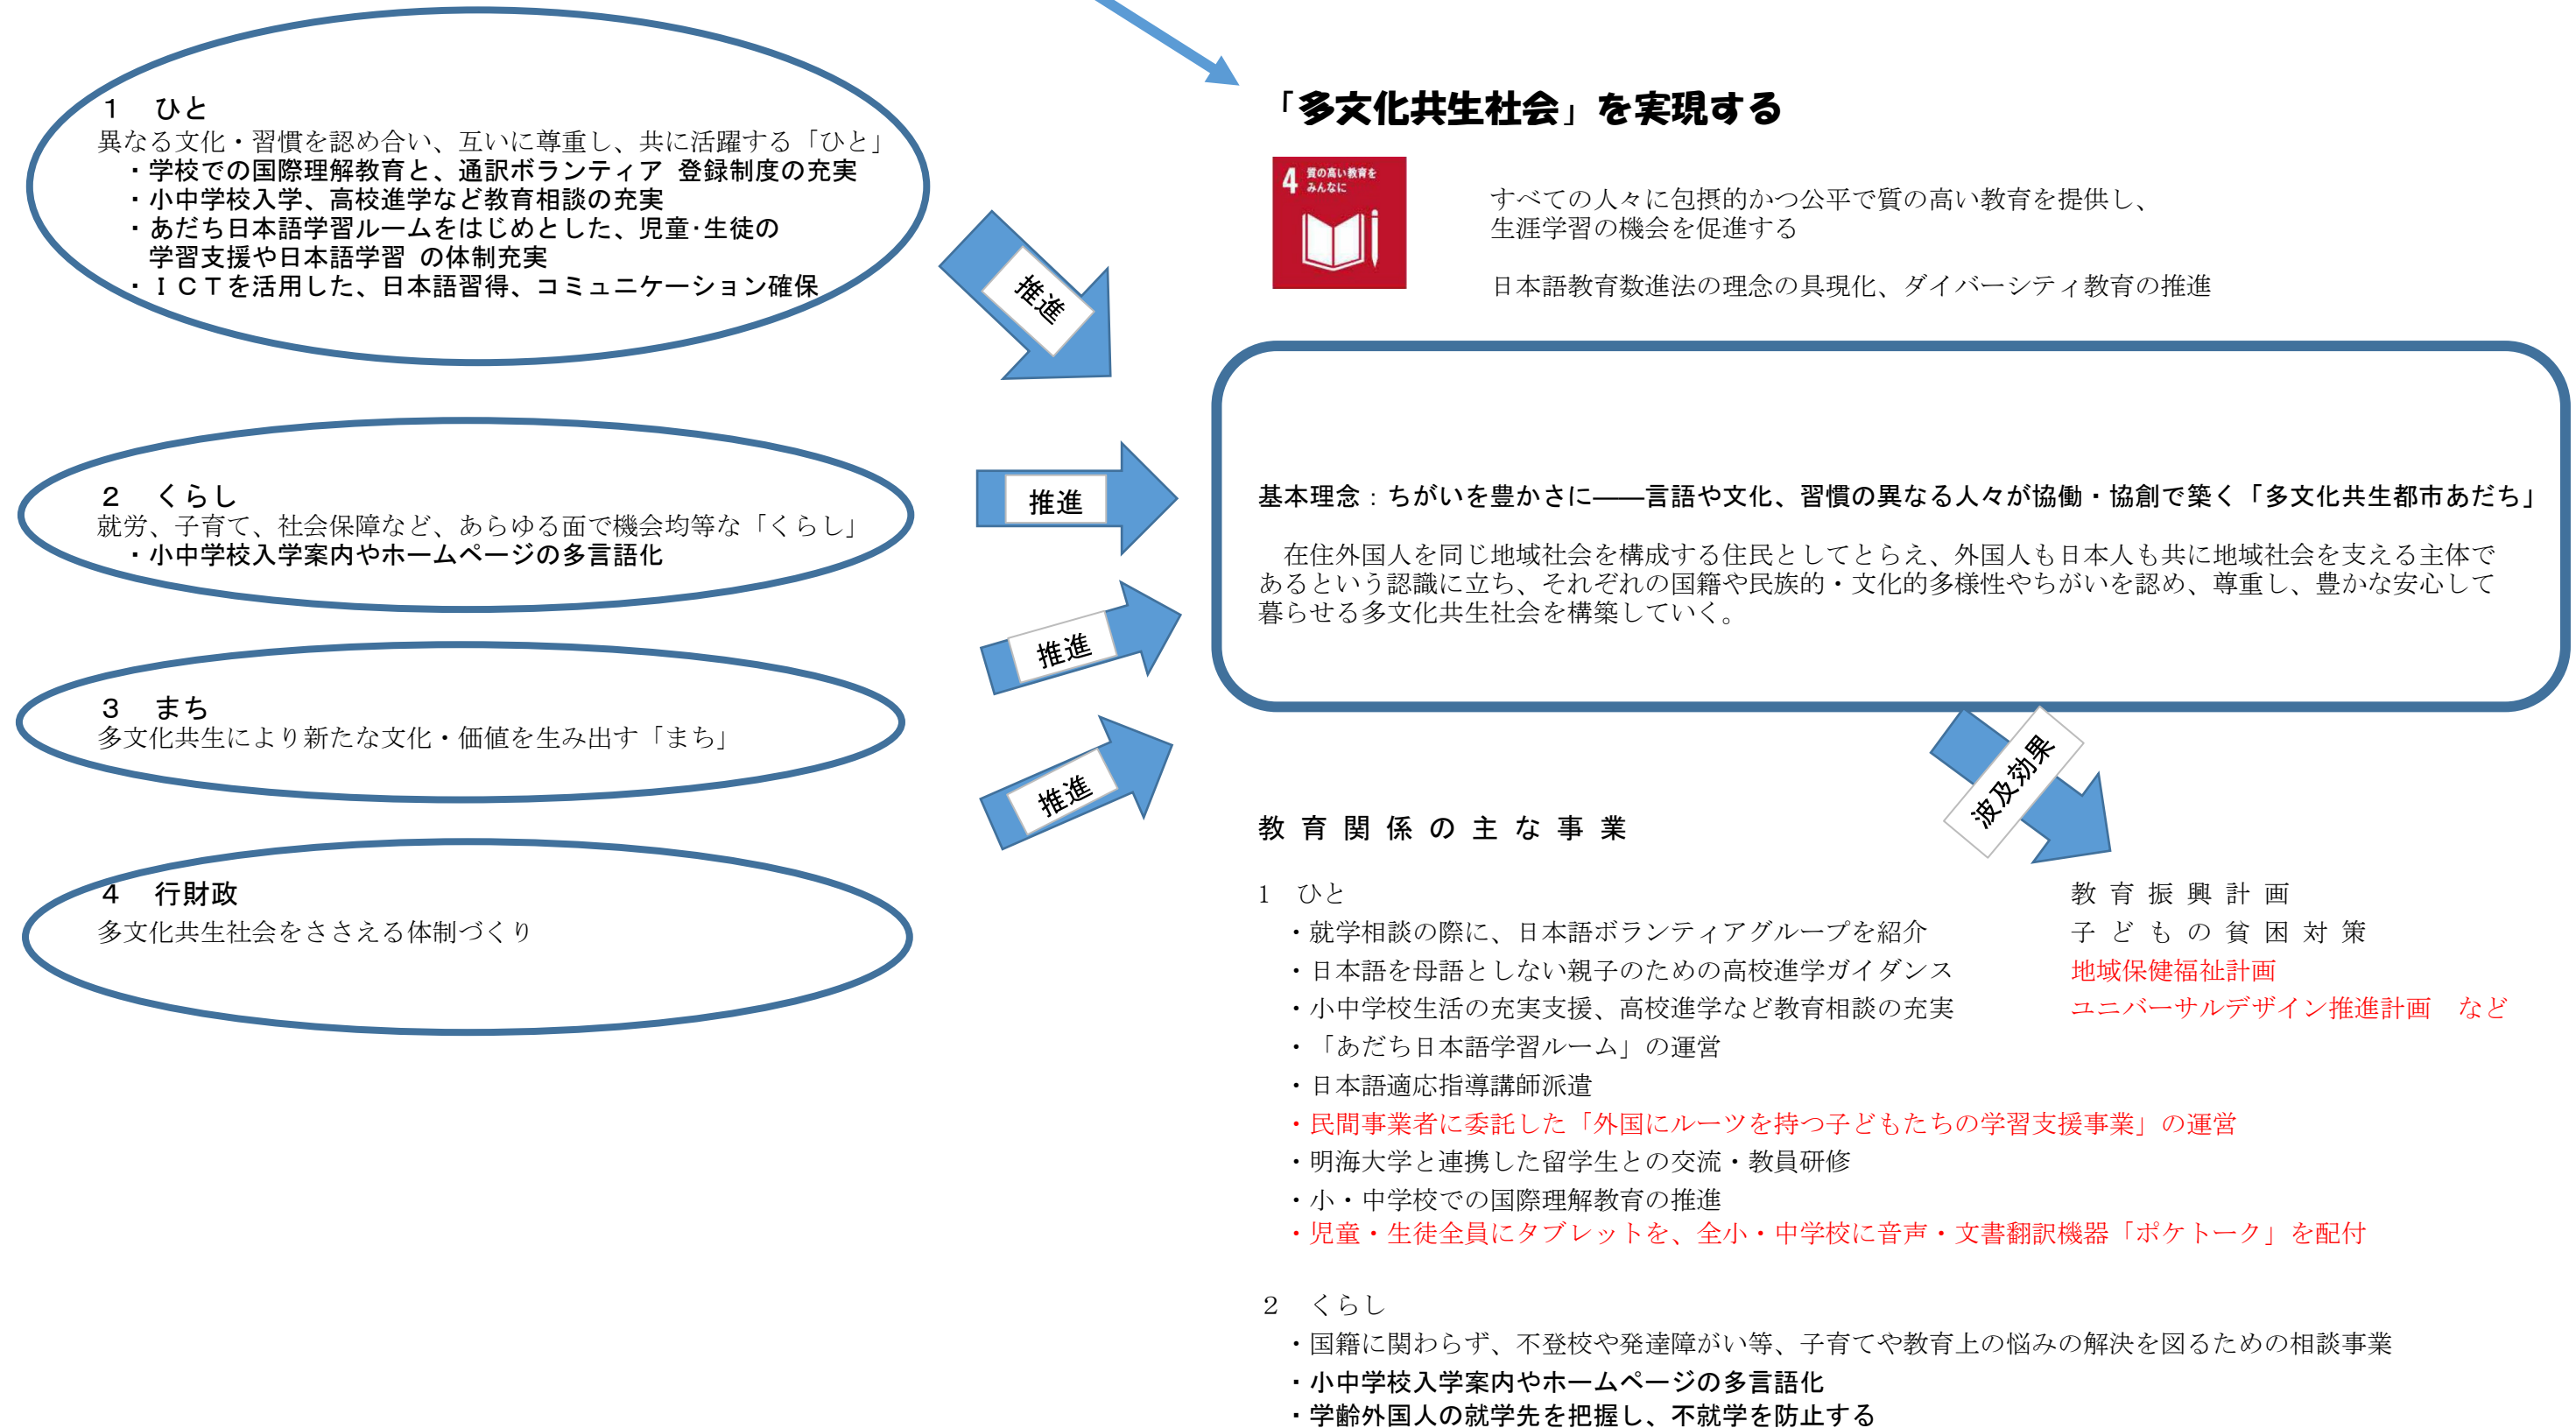 1　ひと
異なる文化・習慣を認め合い、互いに尊重し、共に活躍する「ひと」
・学校での国際理解教育と、通訳ボランティア 登録制度の充実
・小中学校入学、高校進学など教育相談の充実
・あだち日本語学習ルームをはじめとした、児童･生徒の
学習支援や日本語学習 の体制充実
・ＩＣＴを活用した、日本語習得、コミュニケーション確保
2　くらし
就労、子育て、社会保障など、あらゆる面で機会均等な「くらし」
・小中学校入学案内やホームページの多言語化
3　まち
多文化共生により新たな文化・価値を生み出す「まち」
4　行財政
多文化共生社会をささえる体制づくり
推進
推進
推進
推進
「多文化共生社会」を実現する
4 質の高い教育を
みんなに
すべての人々に包摂的かつ公平で質の高い教育を提供し、
生涯学習の機会を促進する
日本語教育数進法の理念の具現化、ダイバーシティ教育の推進
基本理念：ちがいを豊かさに――言語や文化、習慣の異なる人々が協働・協創で築く「多文化共生都市あだち」
在住外国人を同じ地域社会を構成する住民としてとらえ、外国人も日本人も共に地域社会を支える主体で
あるという認識に立ち、それぞれの国籍や民族的・文化的多様性やちがいを認め、尊重し、豊かな安心して
暮らせる多文化共生社会を構築していく。
波及効果
教育関係の主な事業
1　ひと
・就学相談の際に、日本語ボランティアグループを紹介
・日本語を母語としない親子のための高校進学ガイダンス
・小中学校生活の充実支援、高校進学など教育相談の充実
・「あだち日本語学習ルーム」の運営
・日本語適応指導講師派遣
・民間事業者に委託した「外国にルーツを持つ子どもたちの学習支援事業」の運営
・明海大学と連携した留学生との交流・教員研修
・小・中学校での国際理解教育の推進
・児童・生徒全員にタブレットを、全小・中学校に音声・文書翻訳機器「ポケトーク」を配付
教育振興計画
子どもの貧困対策
地域保健福祉計画
ユニバーサルデザイン推進計画　など
2　くらし
・国籍に関わらず、不登校や発達障がい等、子育てや教育上の悩みの解決を図るための相談事業
・小中学校入学案内やホームページの多言語化
・学齢外国人の就学先を把握し、不就学を防止する